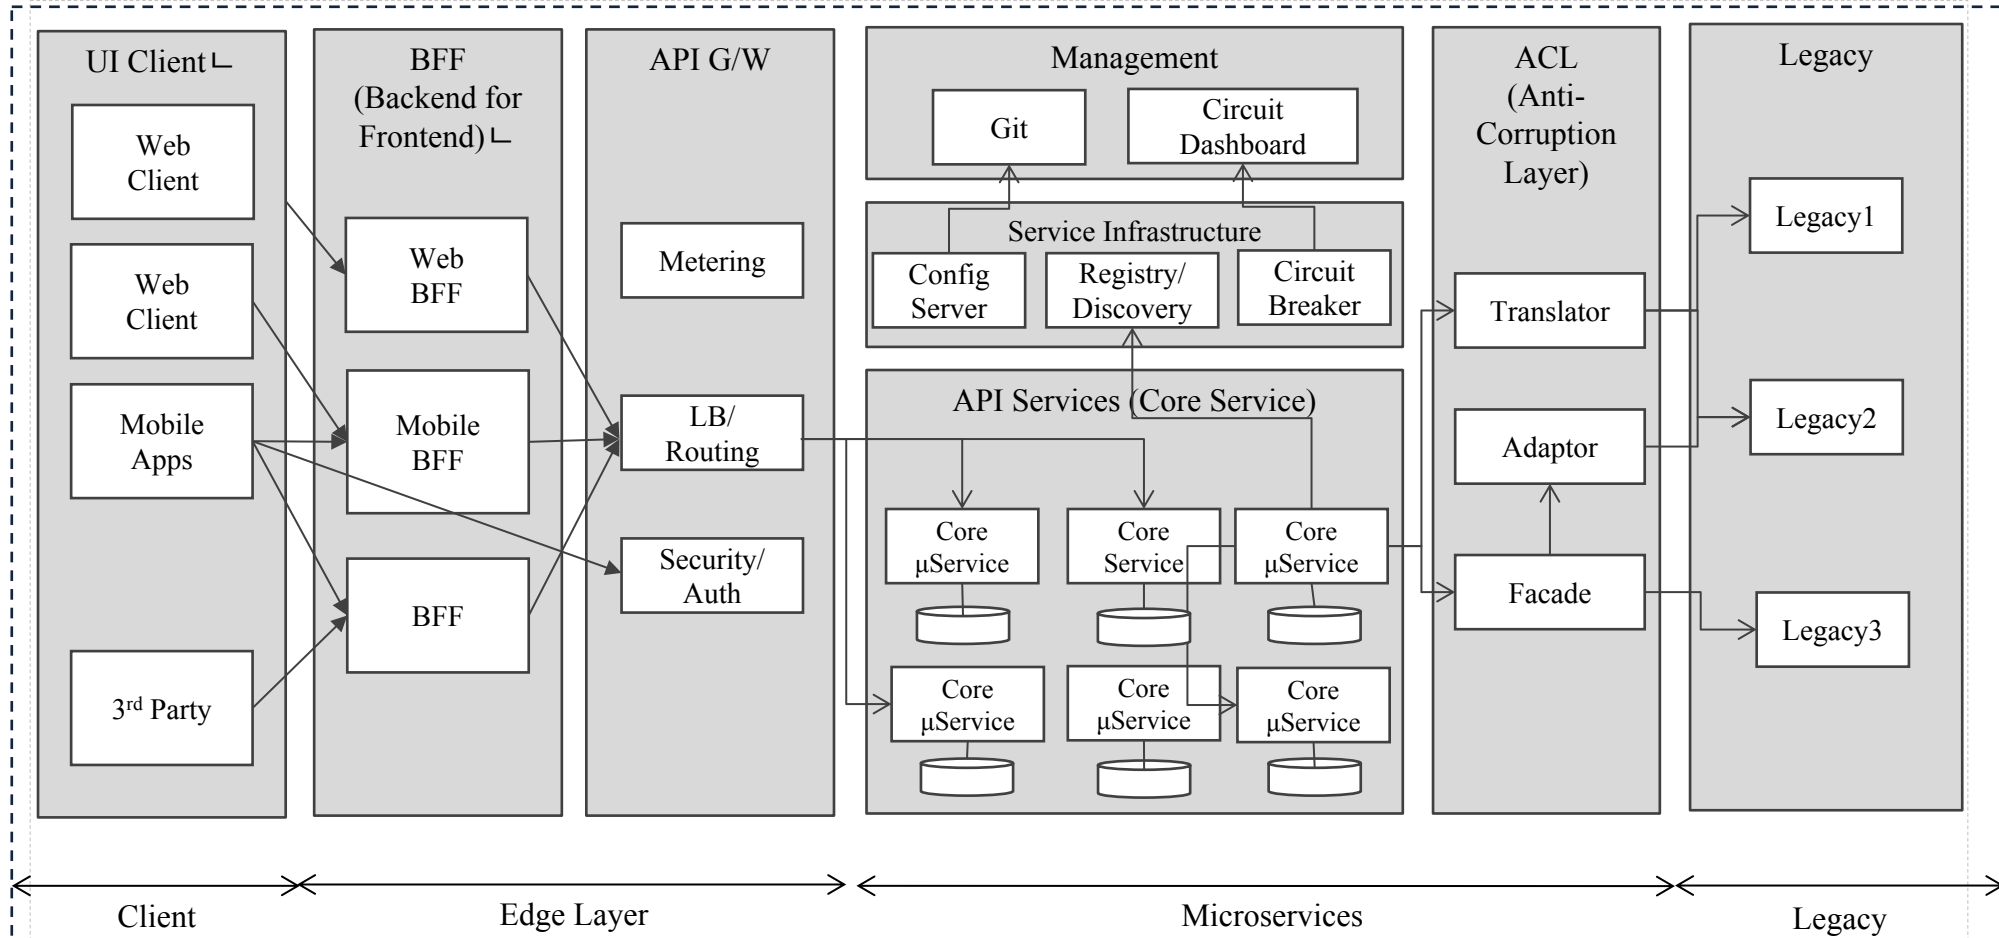 UI Clientㄴ
Web
Client
Web
Client
Mobile
Apps
3rd Party
BFF
(Backend for
Frontend)ㄴ
Web
BFF
Mobile
BFF
BFF
API G/W
Metering
LB/
Routing
Security/
Auth
Management
Git
Circuit
Dashboard
Service Infrastructure
Config
Server
Registry/
Discovery
Circuit
Breaker
API Services (Core Service)
Core
μService
Core
Service
Core
μService
Core
μService
Core
μService
Core
μService
ACL
(Anti-
Corruption
Layer)
Translator
Adaptor
Facade
Legacy
Legacy1
Legacy2
Legacy3
Client
Edge Layer
Microservices
Legacy